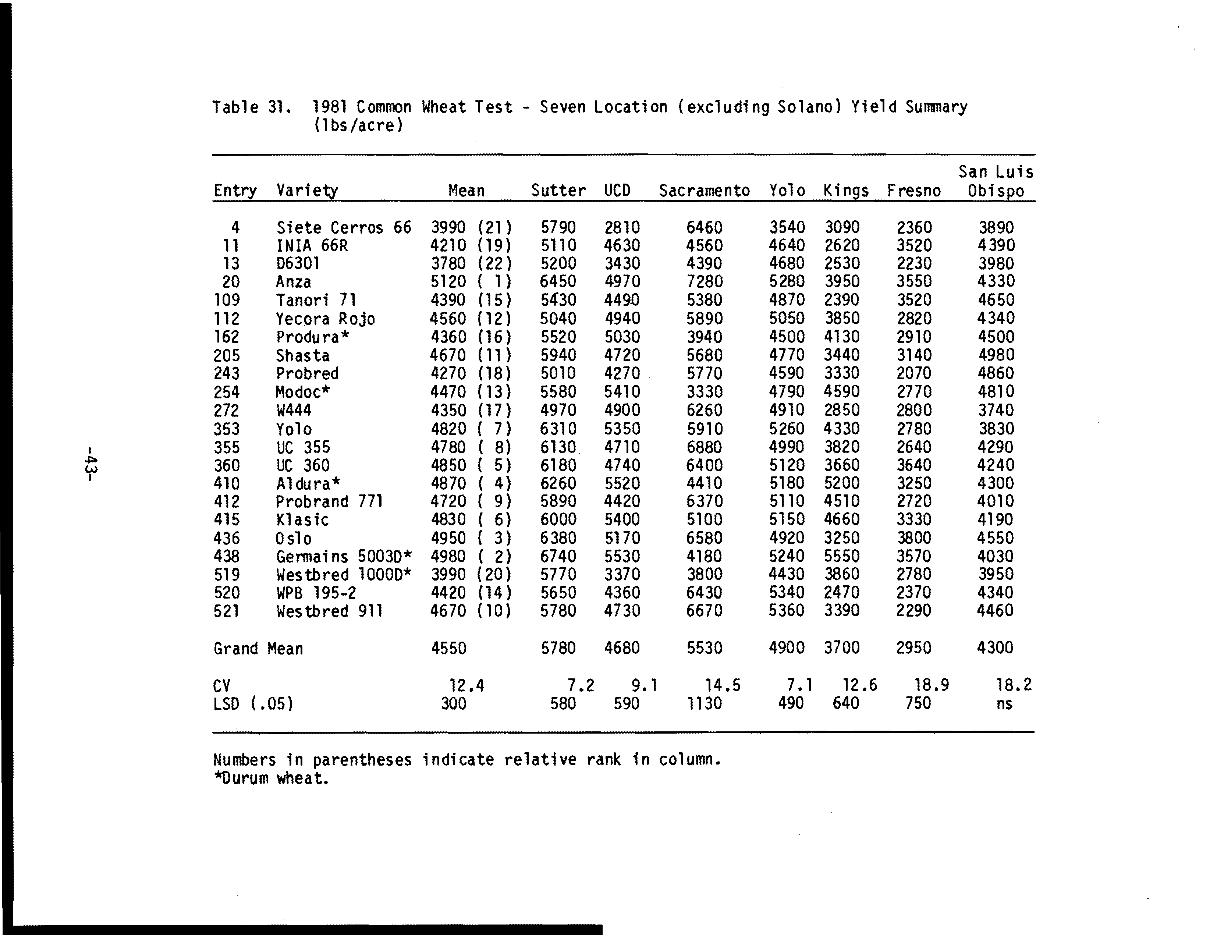 Table 31. 1981 Common Wheat Test - Seven Location (excluding Solano) Yield Summary
(lbs/acre)
San Luis
Entry Variety Mean Sutter UCD Sacramento Yolo Kings Fresno Obispo
4 Siete Cerros 66 3990 (21) 5790 2810 6460 3540 3090 2360 3890
11 INIA 66R 4210 (19) 5110 4630 4560 4640 2620 3520 4390
13 D6301 3780 (22) 5200 3430 4390 4680 2530 2230 3980
20 Anza 5120 ( 1) 6450 4970 7280 5280 3950 3550 4330
109 Tanori 71 4390 (15) 5430 4490 5380 4870 2390 3520 4650
112 Yecora Rojo 4560 (12) 5040 4940 5890 5050 3850 2820 4340
162 Produra* 4360 (16) 5520 5030 3940 4500 4130 2910 4500
205 Shasta 4670 (11) 5940 4720 5680 4770 3440 3140 4980
243 Probred 4270 (18) 5010 4270 5770 4590 3330 2070 4860
254 Modoc* 4470 (13) 5580 5410 3330 4790 4590 2770 4810
272 W444 4350 (17) 4970 4900 6260 4910 2850 2800 3740
353 Yolo 4820 ( 7) 6310 5350 5910 5260 4330 2780 3830
355 UC 355 4780 ( 8) 6130 4710 6880 4990 3820 2640 4290
360 UC 360 4850 ( 5) 6180 4740 6400 5120 3660 3640 4240
410 Aldura* 4870 ( 4) 6260 5520 4410 5180 5200 3250 4300
412 Probrand 771 4720 ( 9) 5890 4420 6370 5110 4510 2720 4010
415 Klasic 4830 ( 6) 6000 5400 5100 5150 4660 3330 4190
436 Oslo 4950 ( 3) 6380 5170 6580 4920 3250 3800 4550
438 Germains 5003D* 4980 ( 2) 6740 5530 4180 5240 5550 3570 4030
519 Westbred 1000D* 3990 (20) 5770 3370 3800 4430 3860 2780 3950
520 WPB 195-2 4420 (14) 5650 4360 6430 5340 2470 2370 4340
521 Westbred 911 4670 (10) 5780 4730 6670 5360 3390 2290 4460
Grand Mean 4550 5780 4680 5530 4900 3700 2950 4300
CV 12.4 7.2 9.1 14.5 7.1 12.6 18.9 18.2
LSD (.05) 300 580 590 1130 490 640 750 ns
Numbers in parentheses indicate relative rank in column.
*Durum wheat.
-43-